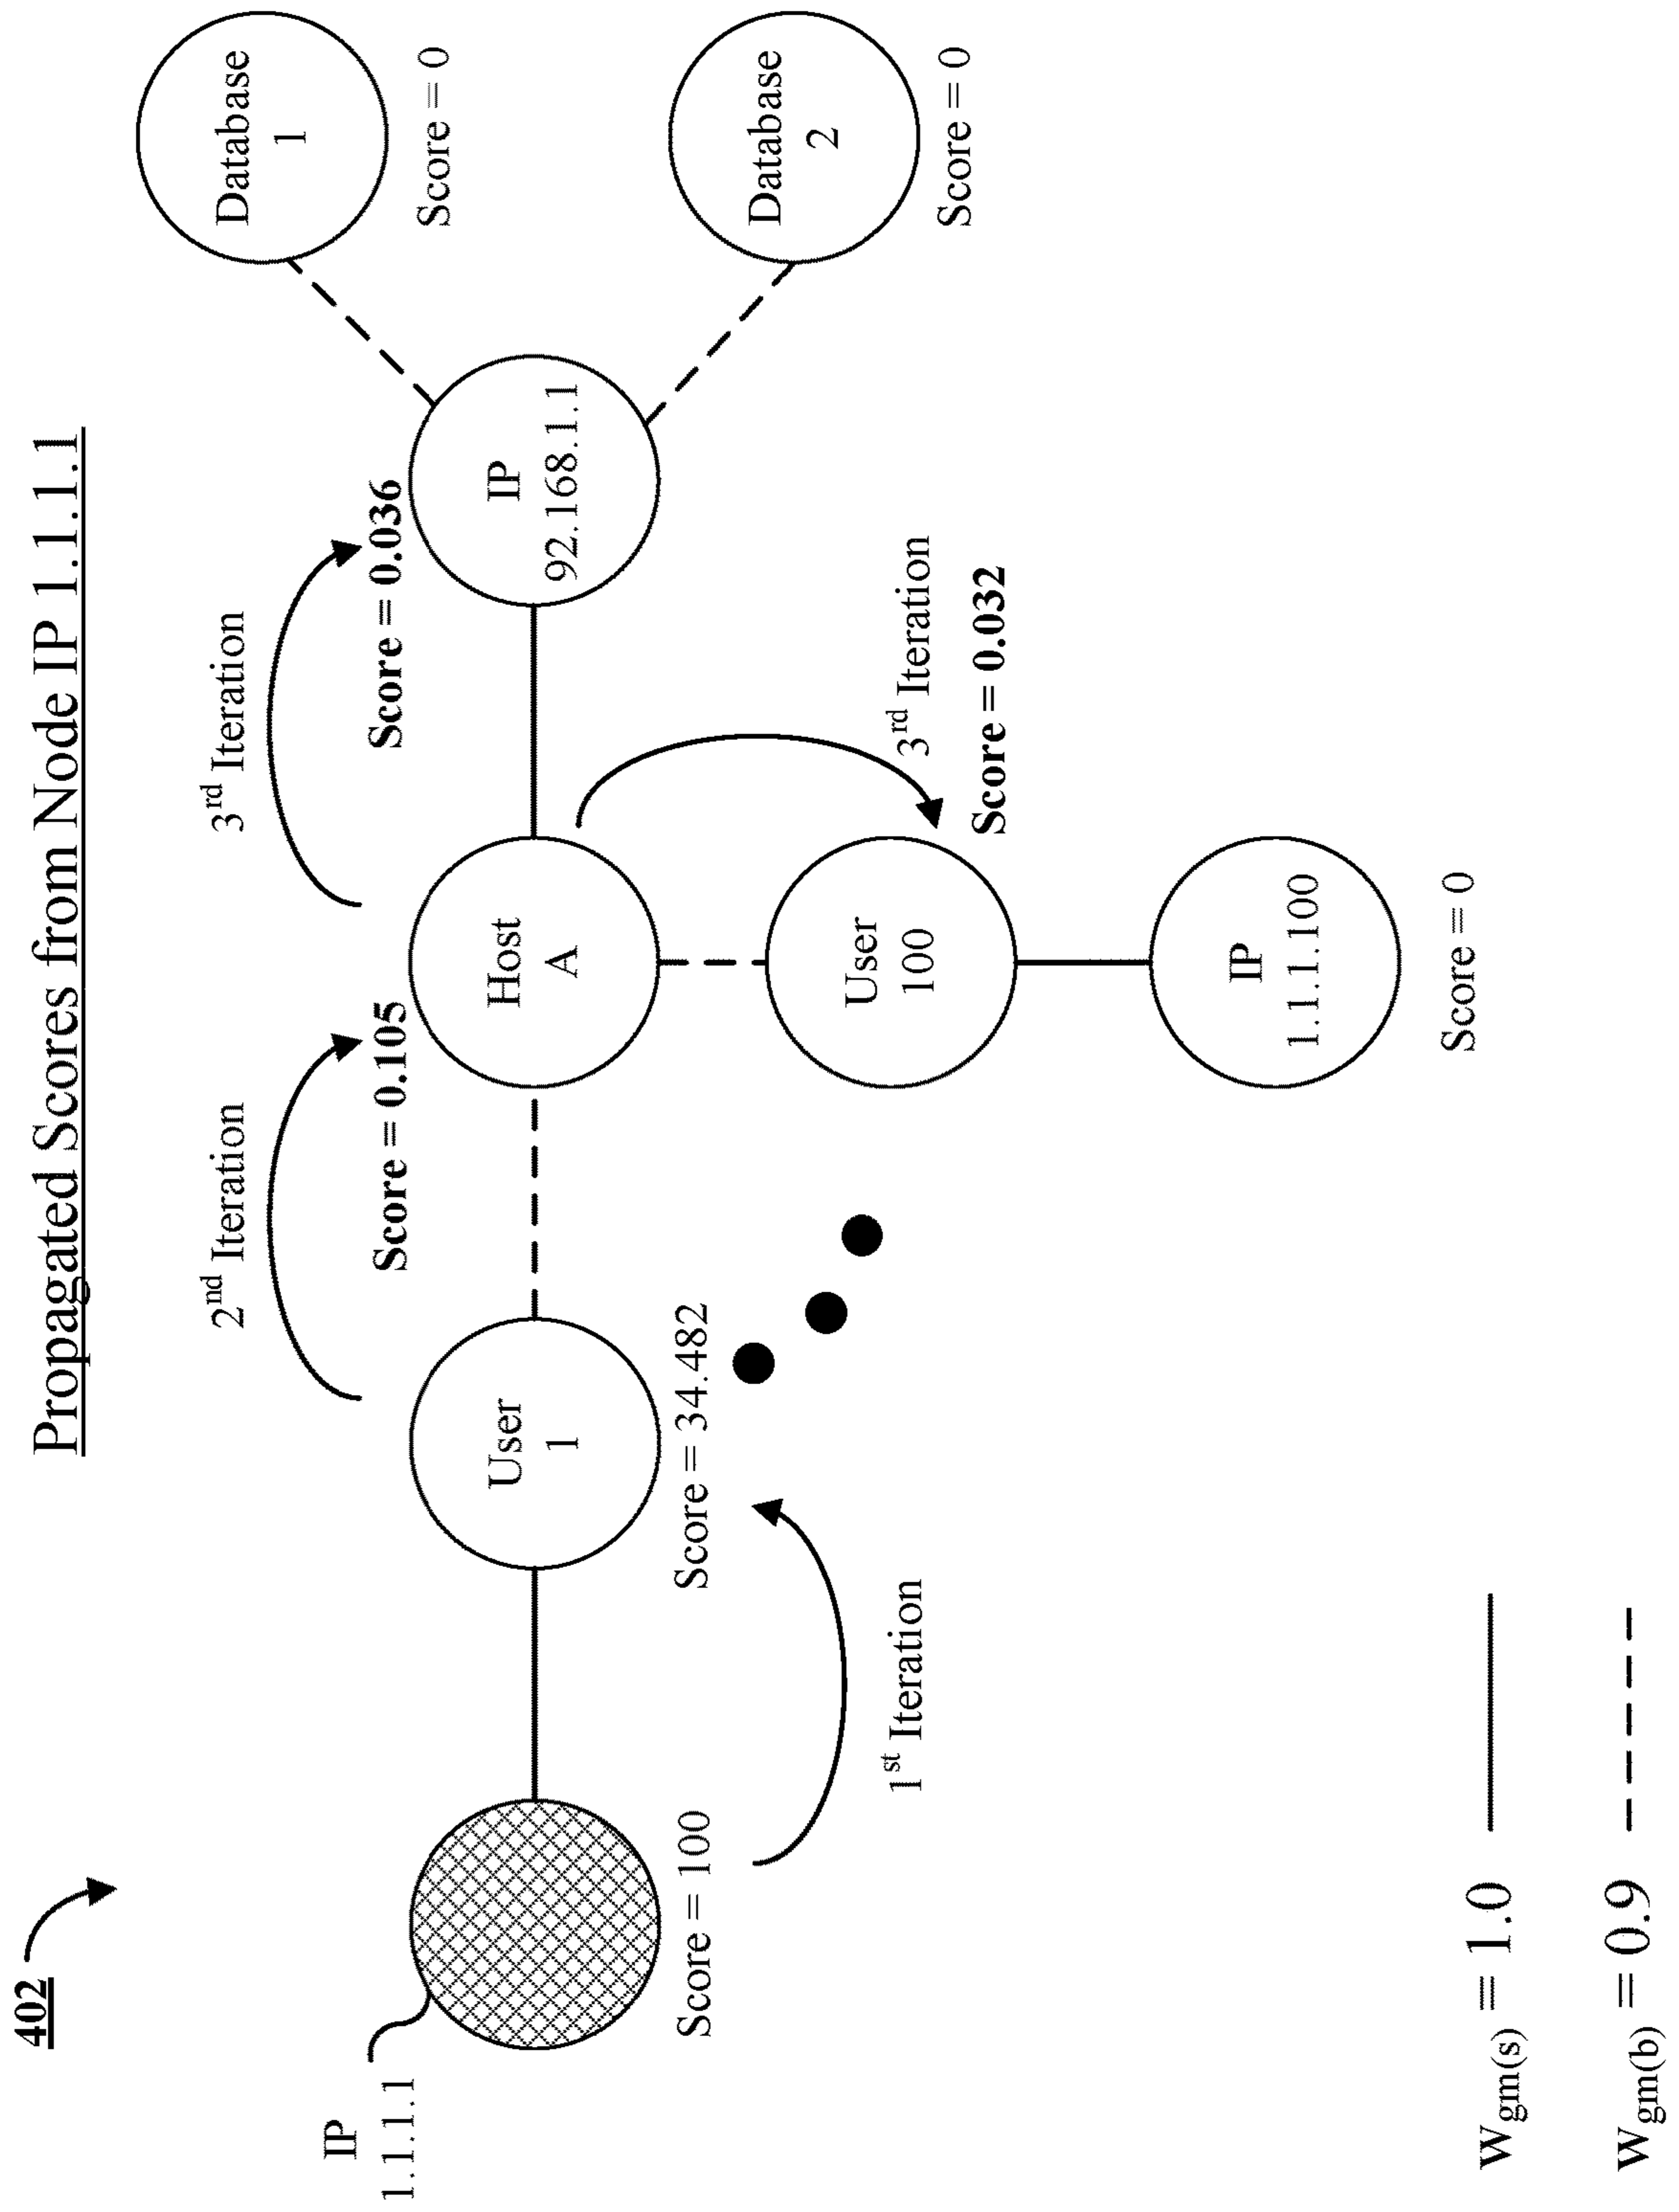 402
Propagated Scores from Node IP 1.1.1.1
2nd Iteration
3rd Iteration
Score = 0.105
Score = 0.036
IP
1.1.1.1
User
1
Host
A
IP
92.168.1.1
Database
1
Score = 0
Score = 100
Score = 34.482
1st Iteration
User
100
3rd Iteration
Score = 0.032
Database
2
Score = 0
IP
1.1.1.100
Score = 0
Wgm(s) = 1.0
Wgm(b) = 0.9